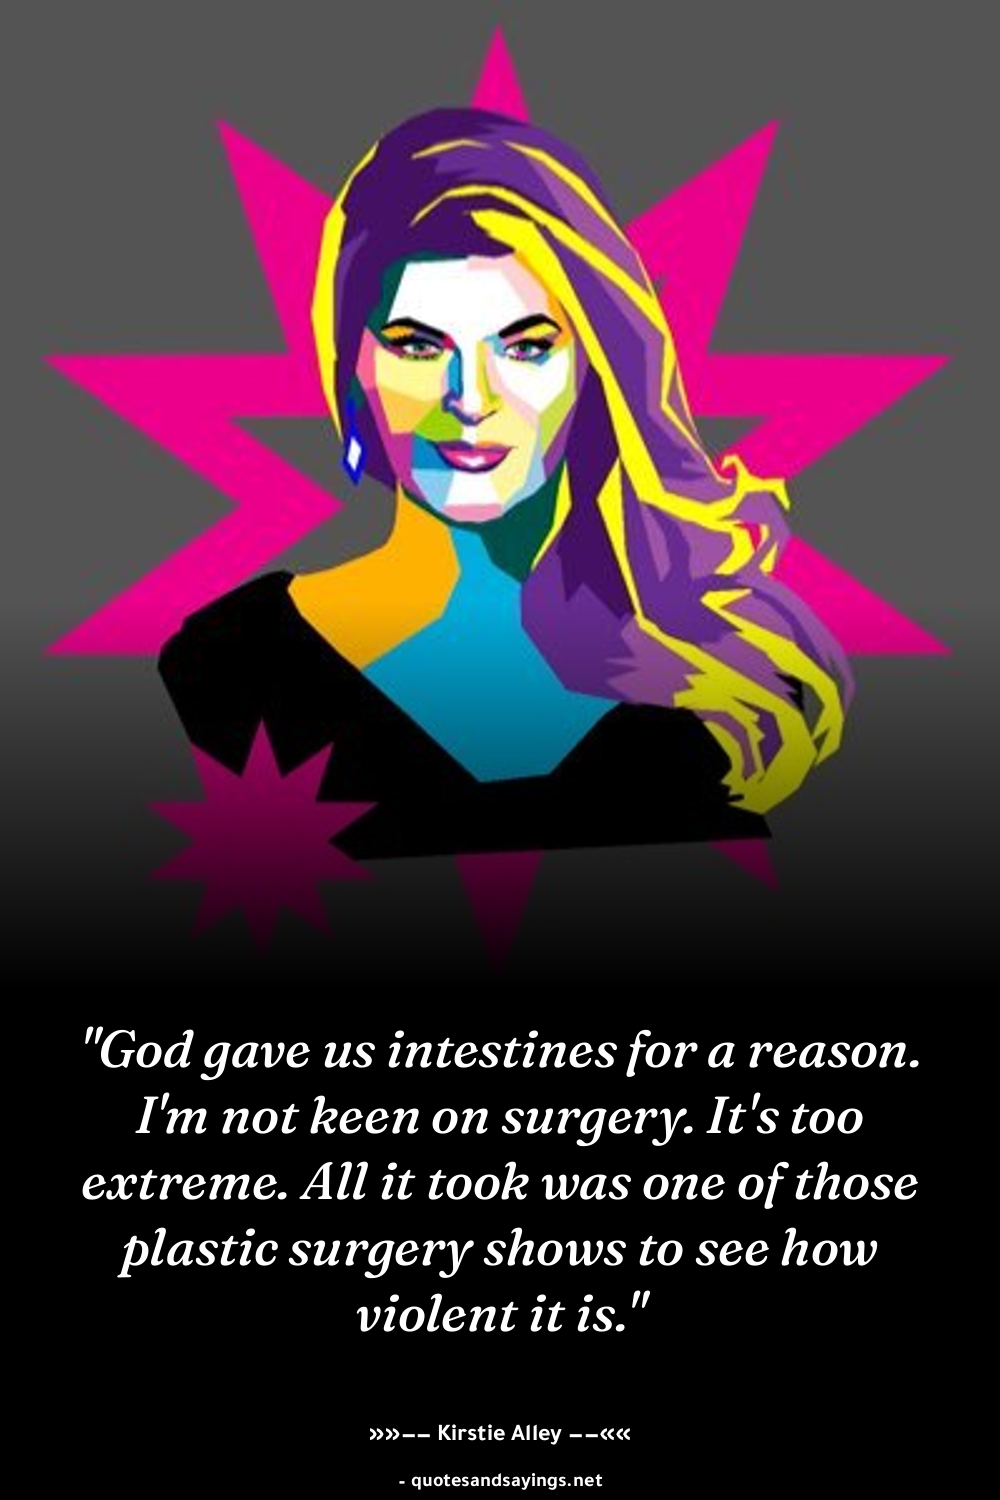 "God gave us intestines for a reason.
I'm not keen on surgery. It's too
extreme. All it took was one of those
plastic surgery shows to see how
violent it is."
»»–– Kirstie Alley ––««
- quotesandsayings.net